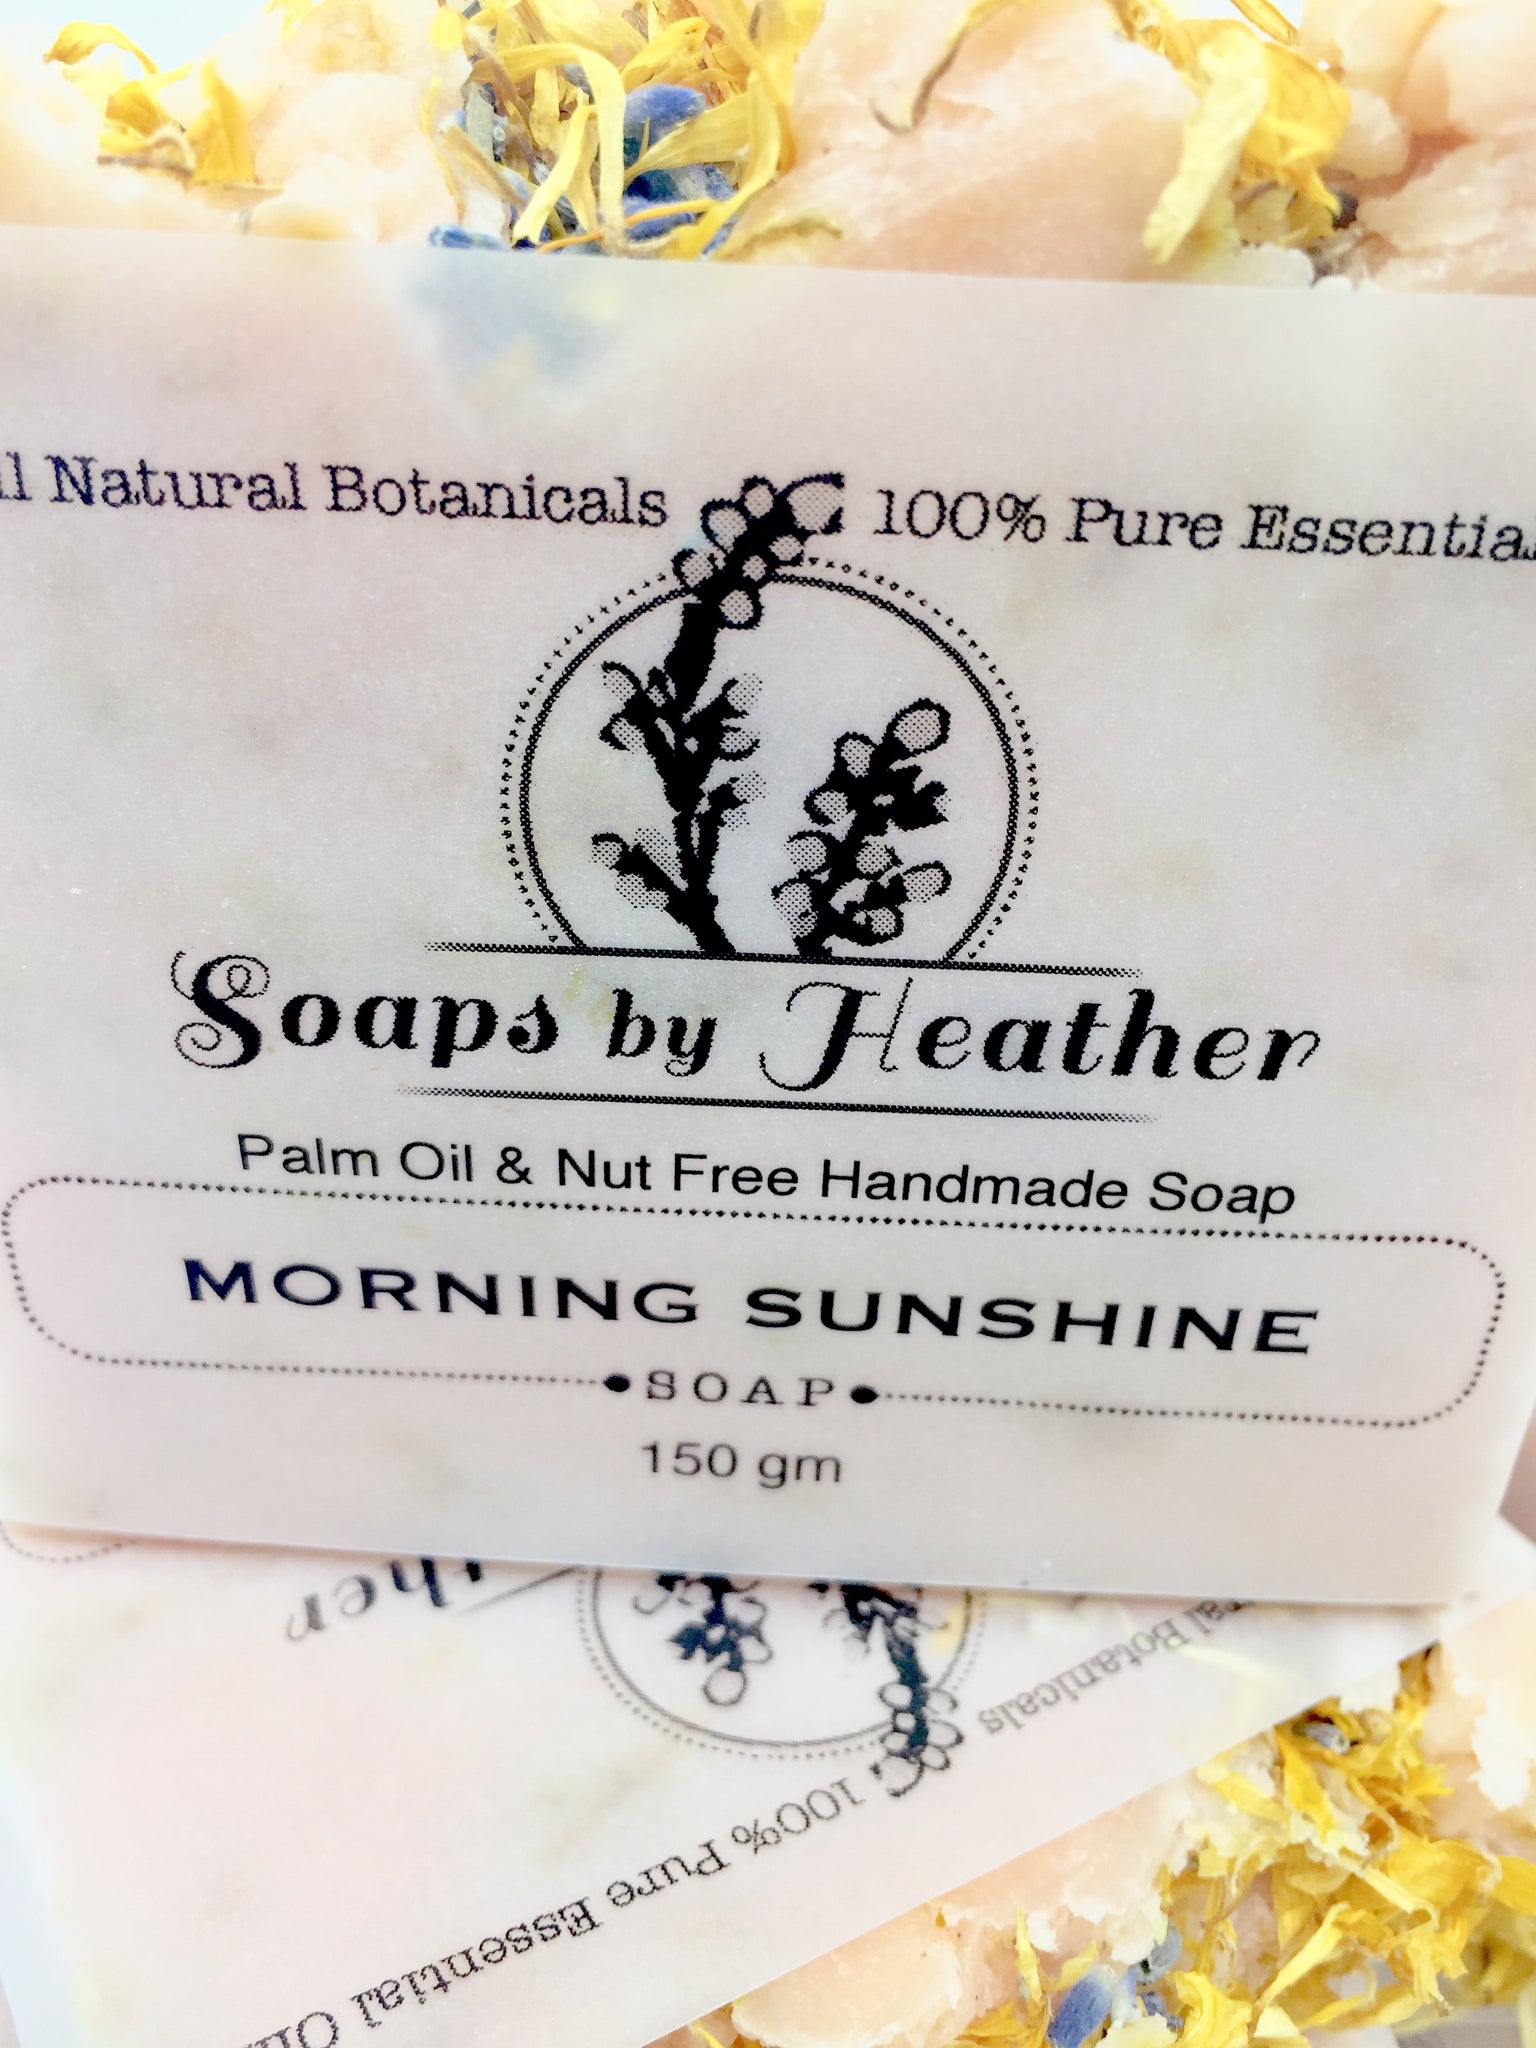 Natural Botanicals 100% Pure Essential
Soaps by Heather
Palm Oil & Nut Free Handmade Soap
MORNING SUNSHINE
SOAP
150 gm
Botanicals
100% Pure Essential